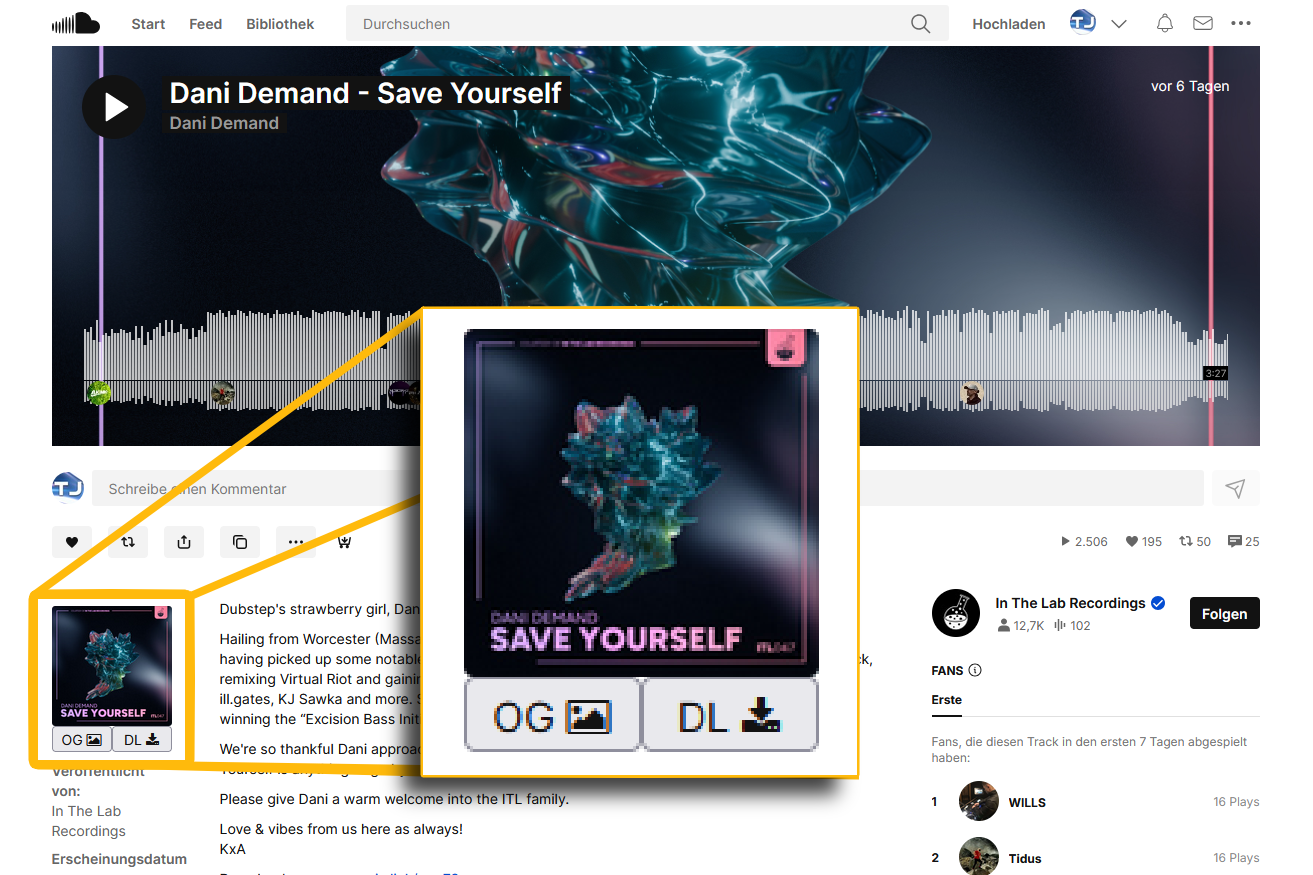 Start Feed Bibliothek Durchsuchen Hochladen TJ
Dani Demand - Save Yourself
Dani Demand
vor 6 Tagen
3:27
TJ Schreibe einen Kommentar
2.506 195 50 25
DANI DEMAND
SAVE YOURSELF
OG DL
DANI DEMAND
SAVE YOURSELF
OG DL
Veröffentlicht
von:
In The Lab
Recordings
Erscheinungsdatum
Dubstep's strawberry girl, Dan
Hailing from Worcester (Massa
having picked up some notable ck,
remixing Virtual Riot and gainin
ill.gates, KJ Sawka and more. S
winning the “Excision Bass Init
We're so thankful Dani approac
Please give Dani a warm welcome into the ITL family.
Love & vibes from us here as always!
KxA
In The Lab Recordings
12,7K 102
Folgen
FANS
Erste
Fans, die diesen Track in den ersten 7 Tagen abgespielt
haben:
1 WILLS 16 Plays
2 Tidus 16 Plays